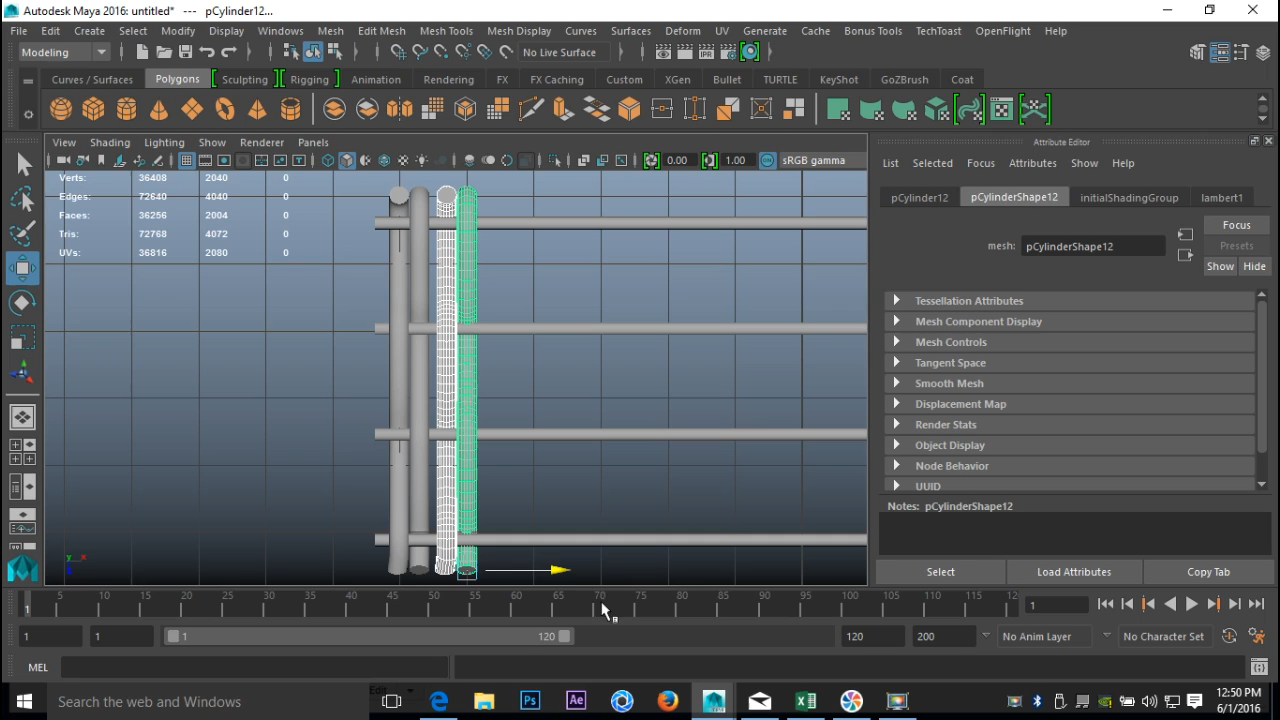 Autodesk Maya 2016: untitled* --- pCylinder12...
File Edit Create Select Modify Display Windows Mesh Edit Mesh Mesh Tools Mesh Display Curves Surfaces Deform UV Generate Cache Bonus Tools TechToast OpenFlight Help
Modeling No Live Surface
Curves / Surfaces Polygons Sculpting Rigging Animation Rendering FX FX Caching Custom XGen Bullet TURTLE KeyShot GoZBrush Coat
View Shading Lighting Show Renderer Panels
0.00 1.00 sRGB gamma
Verts: 36408 2040 0
Edges: 72640 4040 0
Faces: 36256 2004 0
Tris: 72768 4072 0
UVs: 36816 2080 0
Attribute Editor
List Selected Focus Attributes Show Help
pCylinder12 pCylinderShape12 initialShadingGroup lambert1
mesh: pCylinderShape12
Focus
Presets
Show Hide
Tessellation Attributes
Mesh Component Display
Mesh Controls
Tangent Space
Smooth Mesh
Displacement Map
Render Stats
Object Display
Node Behavior
UUID
Notes: pCylinderShape12
Select Load Attributes Copy Tab
5 10 15 20 25 30 35 40 45 50 55 60 65 70 75 80 85 90 95 100 105 110 115 12
1 1
1 1 1 120 120 200 No Anim Layer No Character Set
MEL
Search the web and Windows
12:50 PM
6/1/2016